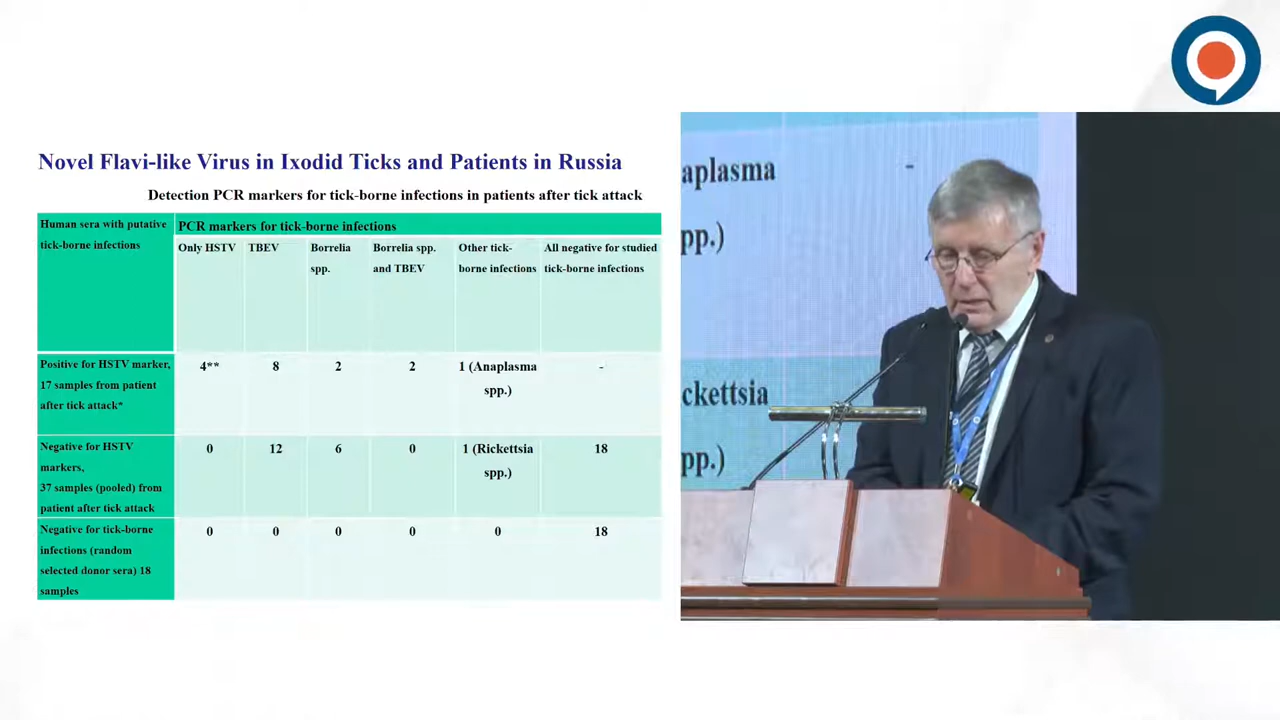 Novel Flavi-like Virus in Ixodid Ticks and Patients in Russia
Detection PCR markers for tick-borne infections in patients after tick attack
Human sera with putative
tick-borne infections
PCR markers for tick-borne infections
Only HSTV
TBEV
Borrelia
spp.
Borrelia spp.
and TBEV
Other tick-
borne infections
All negative for studied
tick-borne infections
Positive for HSTV marker,
17 samples from patient
after tick attack*
4**
8
2
2
1 (Anaplasma
spp.)
-
Negative for HSTV
markers,
37 samples (pooled) from
patient after tick attack
0
12
6
0
1 (Rickettsia
spp.)
18
Negative for tick-borne
infections (random
selected donor sera) 18
samples
0
0
0
0
0
18
aplasma
-
pp.)
ckettsia
pp.)